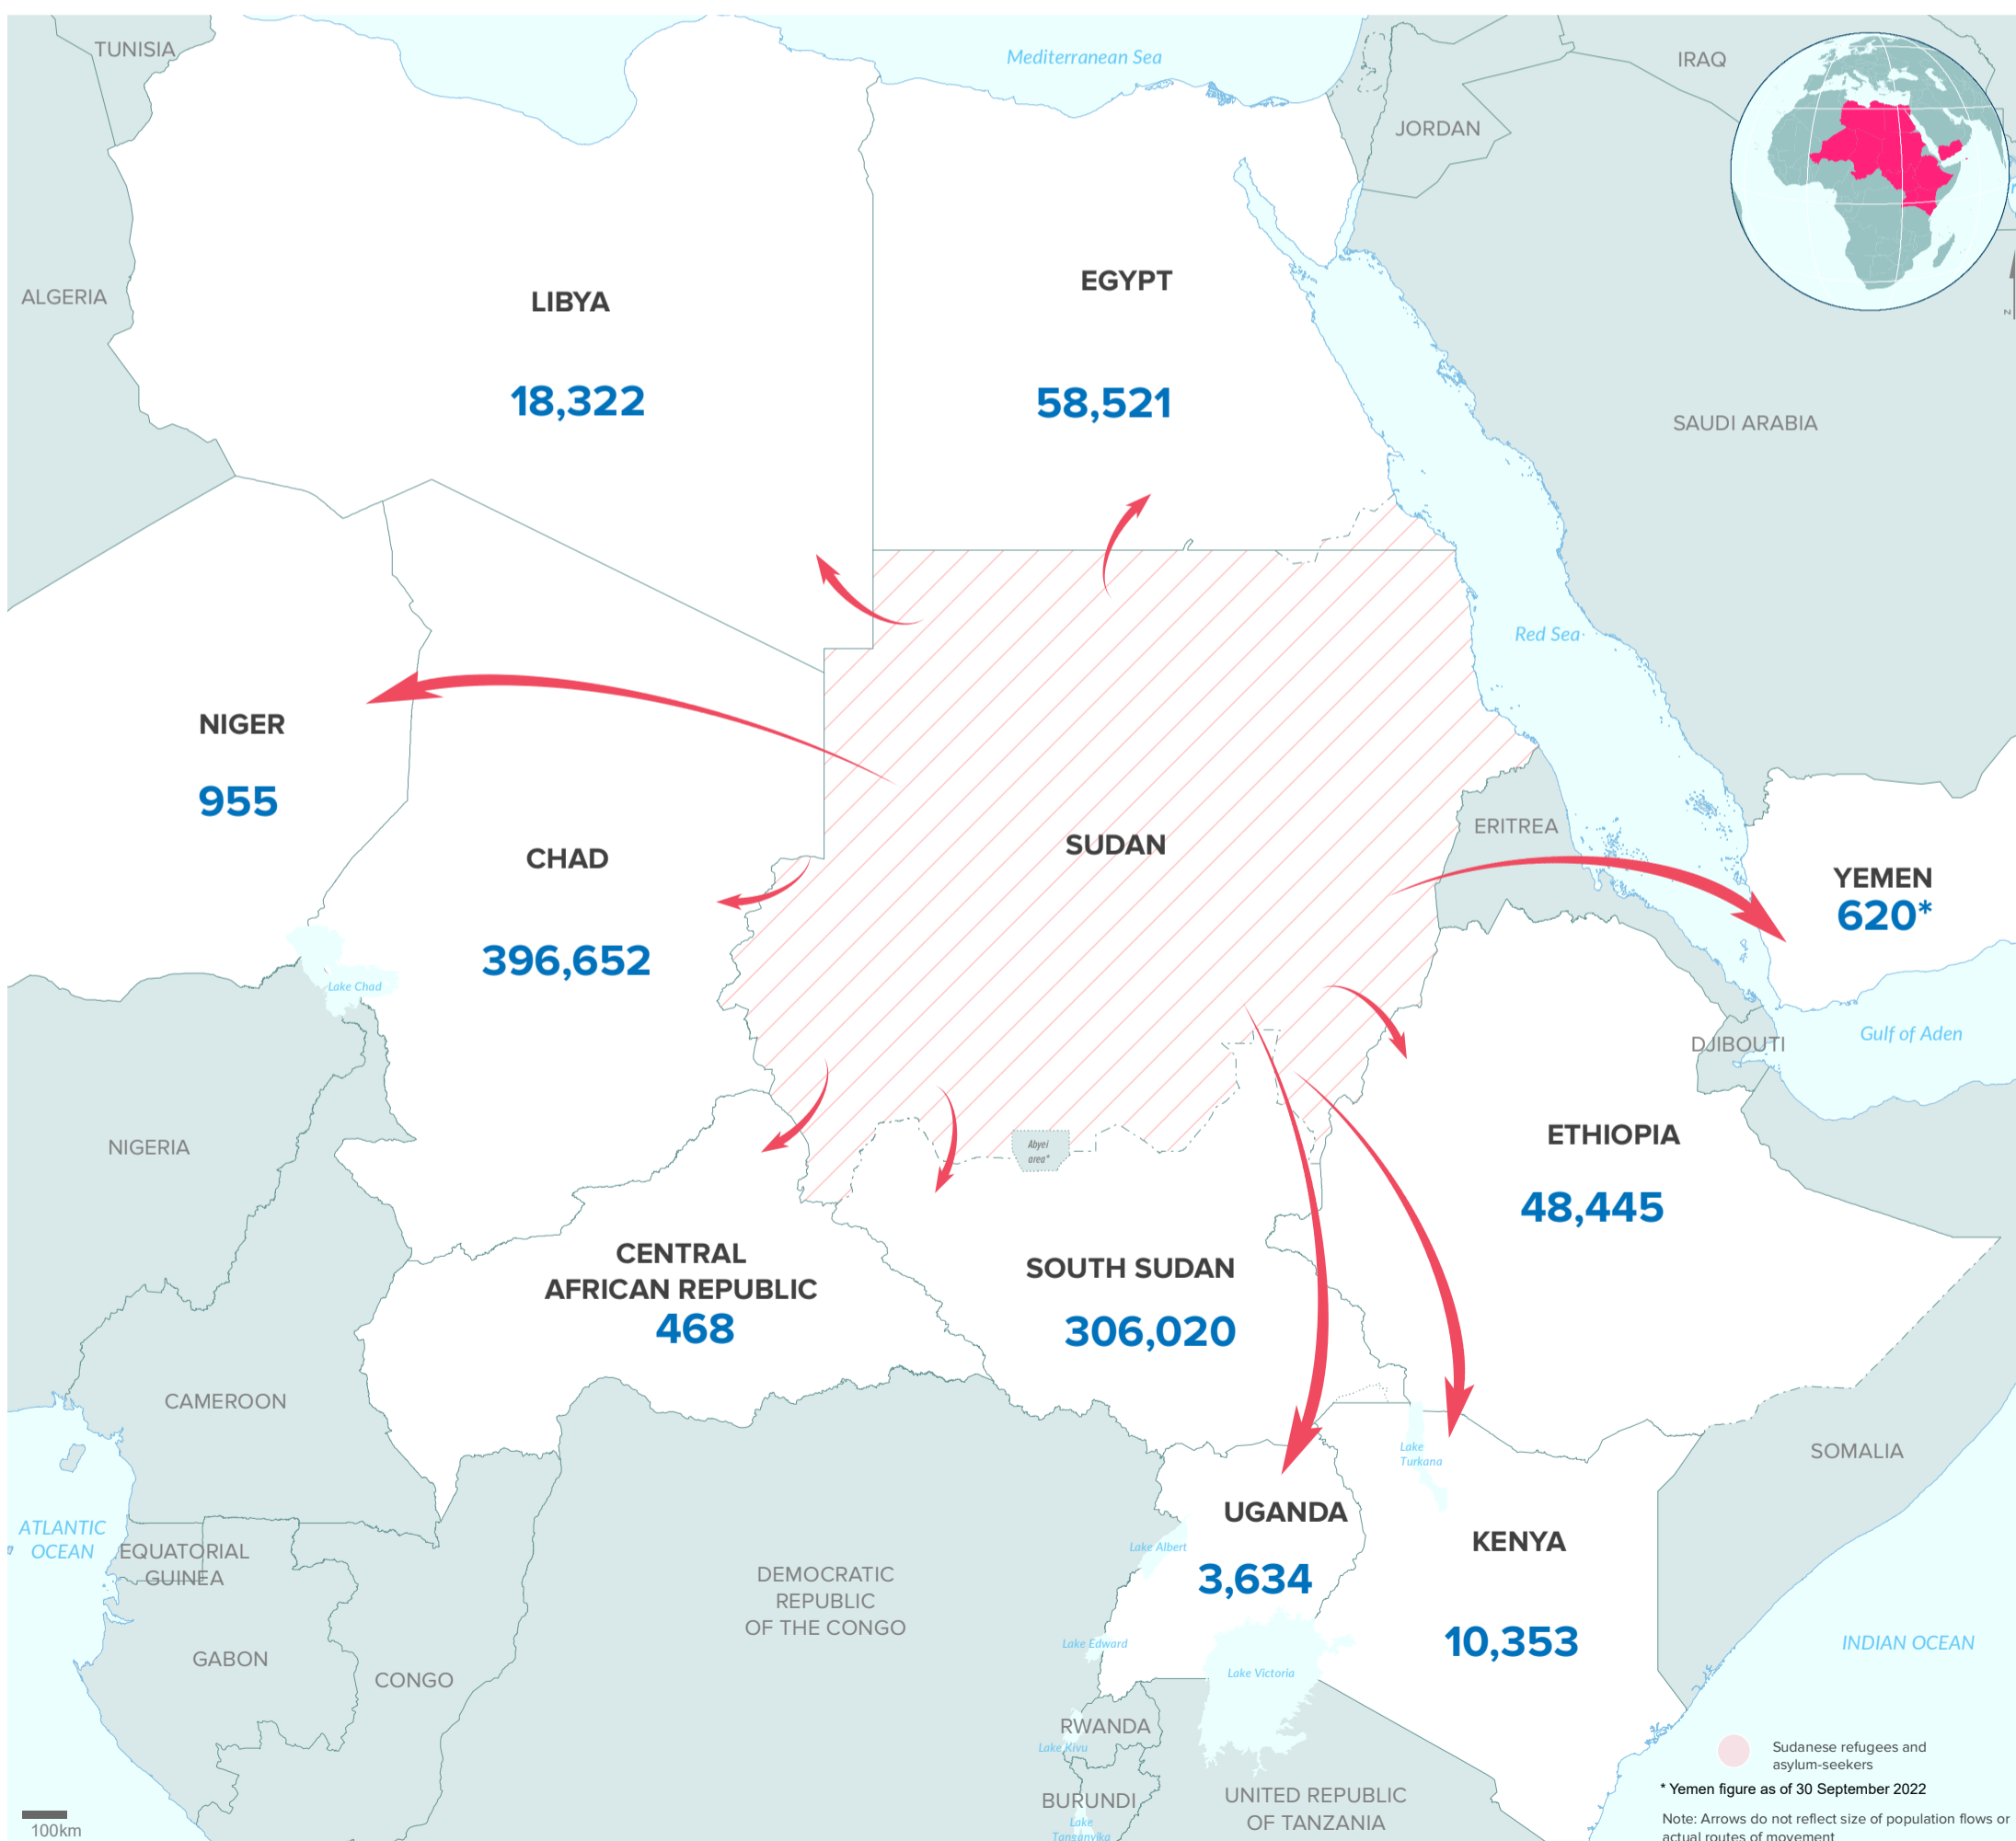 TUNISIA
Mediterranean Sea
IRAQ
JORDAN
ALGERIA
LIBYA
18,322
EGYPT
58,521
SAUDI ARABIA
N
Red Sea
NIGER
955
CHAD
396,652
SUDAN
ERITREA
YEMEN
620*
Lake Chad
Gulf of Aden
DJIBOUTI
NIGERIA
Abyei
area*
ETHIOPIA
48,445
CENTRAL
AFRICAN REPUBLIC
468
SOUTH SUDAN
306,020
CAMEROON
Lake
Turkana
SOMALIA
UGANDA
3,634
KENYA
10,353
ATLANTIC
OCEAN
EQUATORIAL
GUINEA
Lake Albert
DEMOCRATIC
REPUBLIC
OF THE CONGO
Lake Edward
GABON
CONGO
Lake Victoria
INDIAN OCEAN
RWANDA
Lake Kivu
BURUNDI
Lake
Tanganyika
UNITED REPUBLIC
OF TANZANIA
Sudanese refugees and
asylum-seekers
* Yemen figure as of 30 September 2022
Note: Arrows do not reflect size of population flows or
actual routes of movement
100km